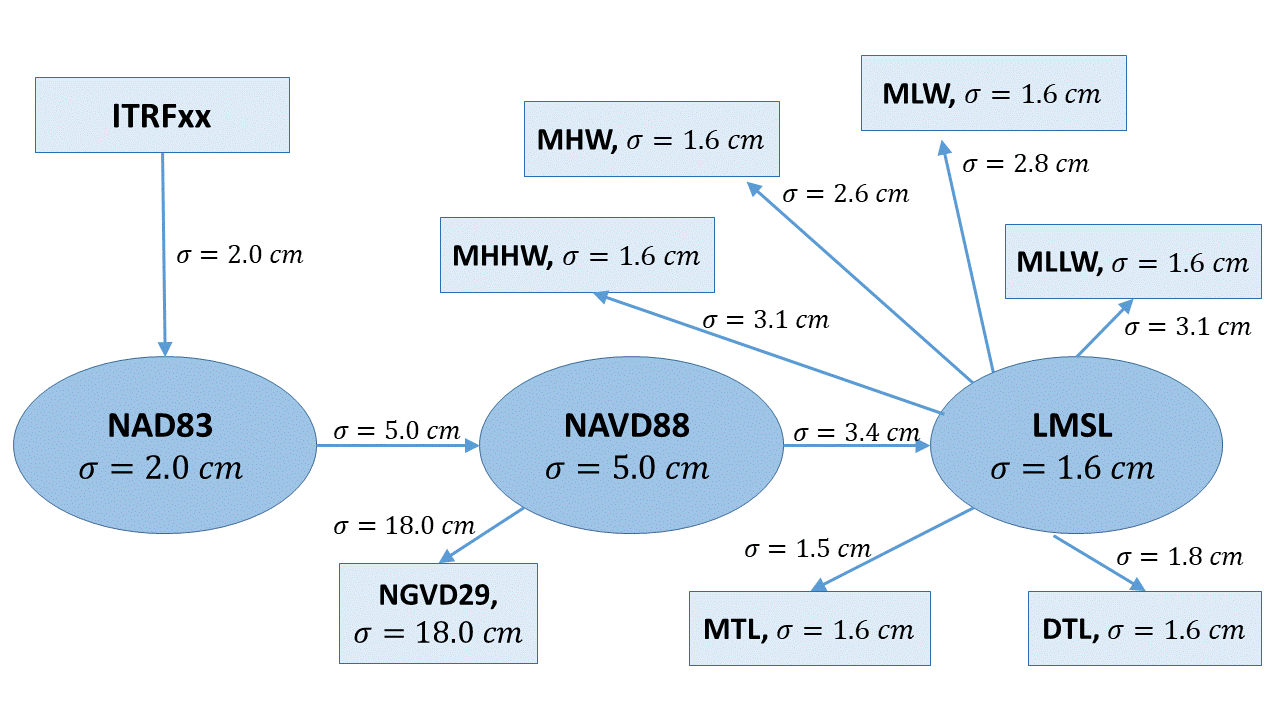 ITRFxx
MHW, σ = 1.6 cm
MLW, σ = 1.6 cm
σ = 2.8 cm
σ = 2.6 cm
σ = 2.0 cm
MHHW, σ = 1.6 cm
MLLW, σ = 1.6 cm
σ = 3.1 cm
σ = 3.1 cm
NAD83
σ = 2.0 cm
σ = 5.0 cm
NAVD88
σ = 5.0 cm
σ = 3.4 cm
LMSL
σ = 1.6 cm
σ = 18.0 cm
NGVD29,
σ = 18.0 cm
σ = 1.5 cm
MTL, σ = 1.6 cm
σ = 1.8 cm
DTL, σ = 1.6 cm